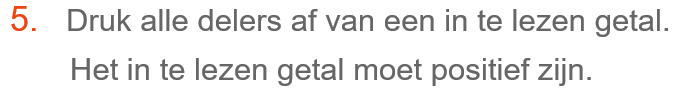 5. Druk alle delers af van een in te lezen getal.
Het in te lezen getal moet positief zijn.